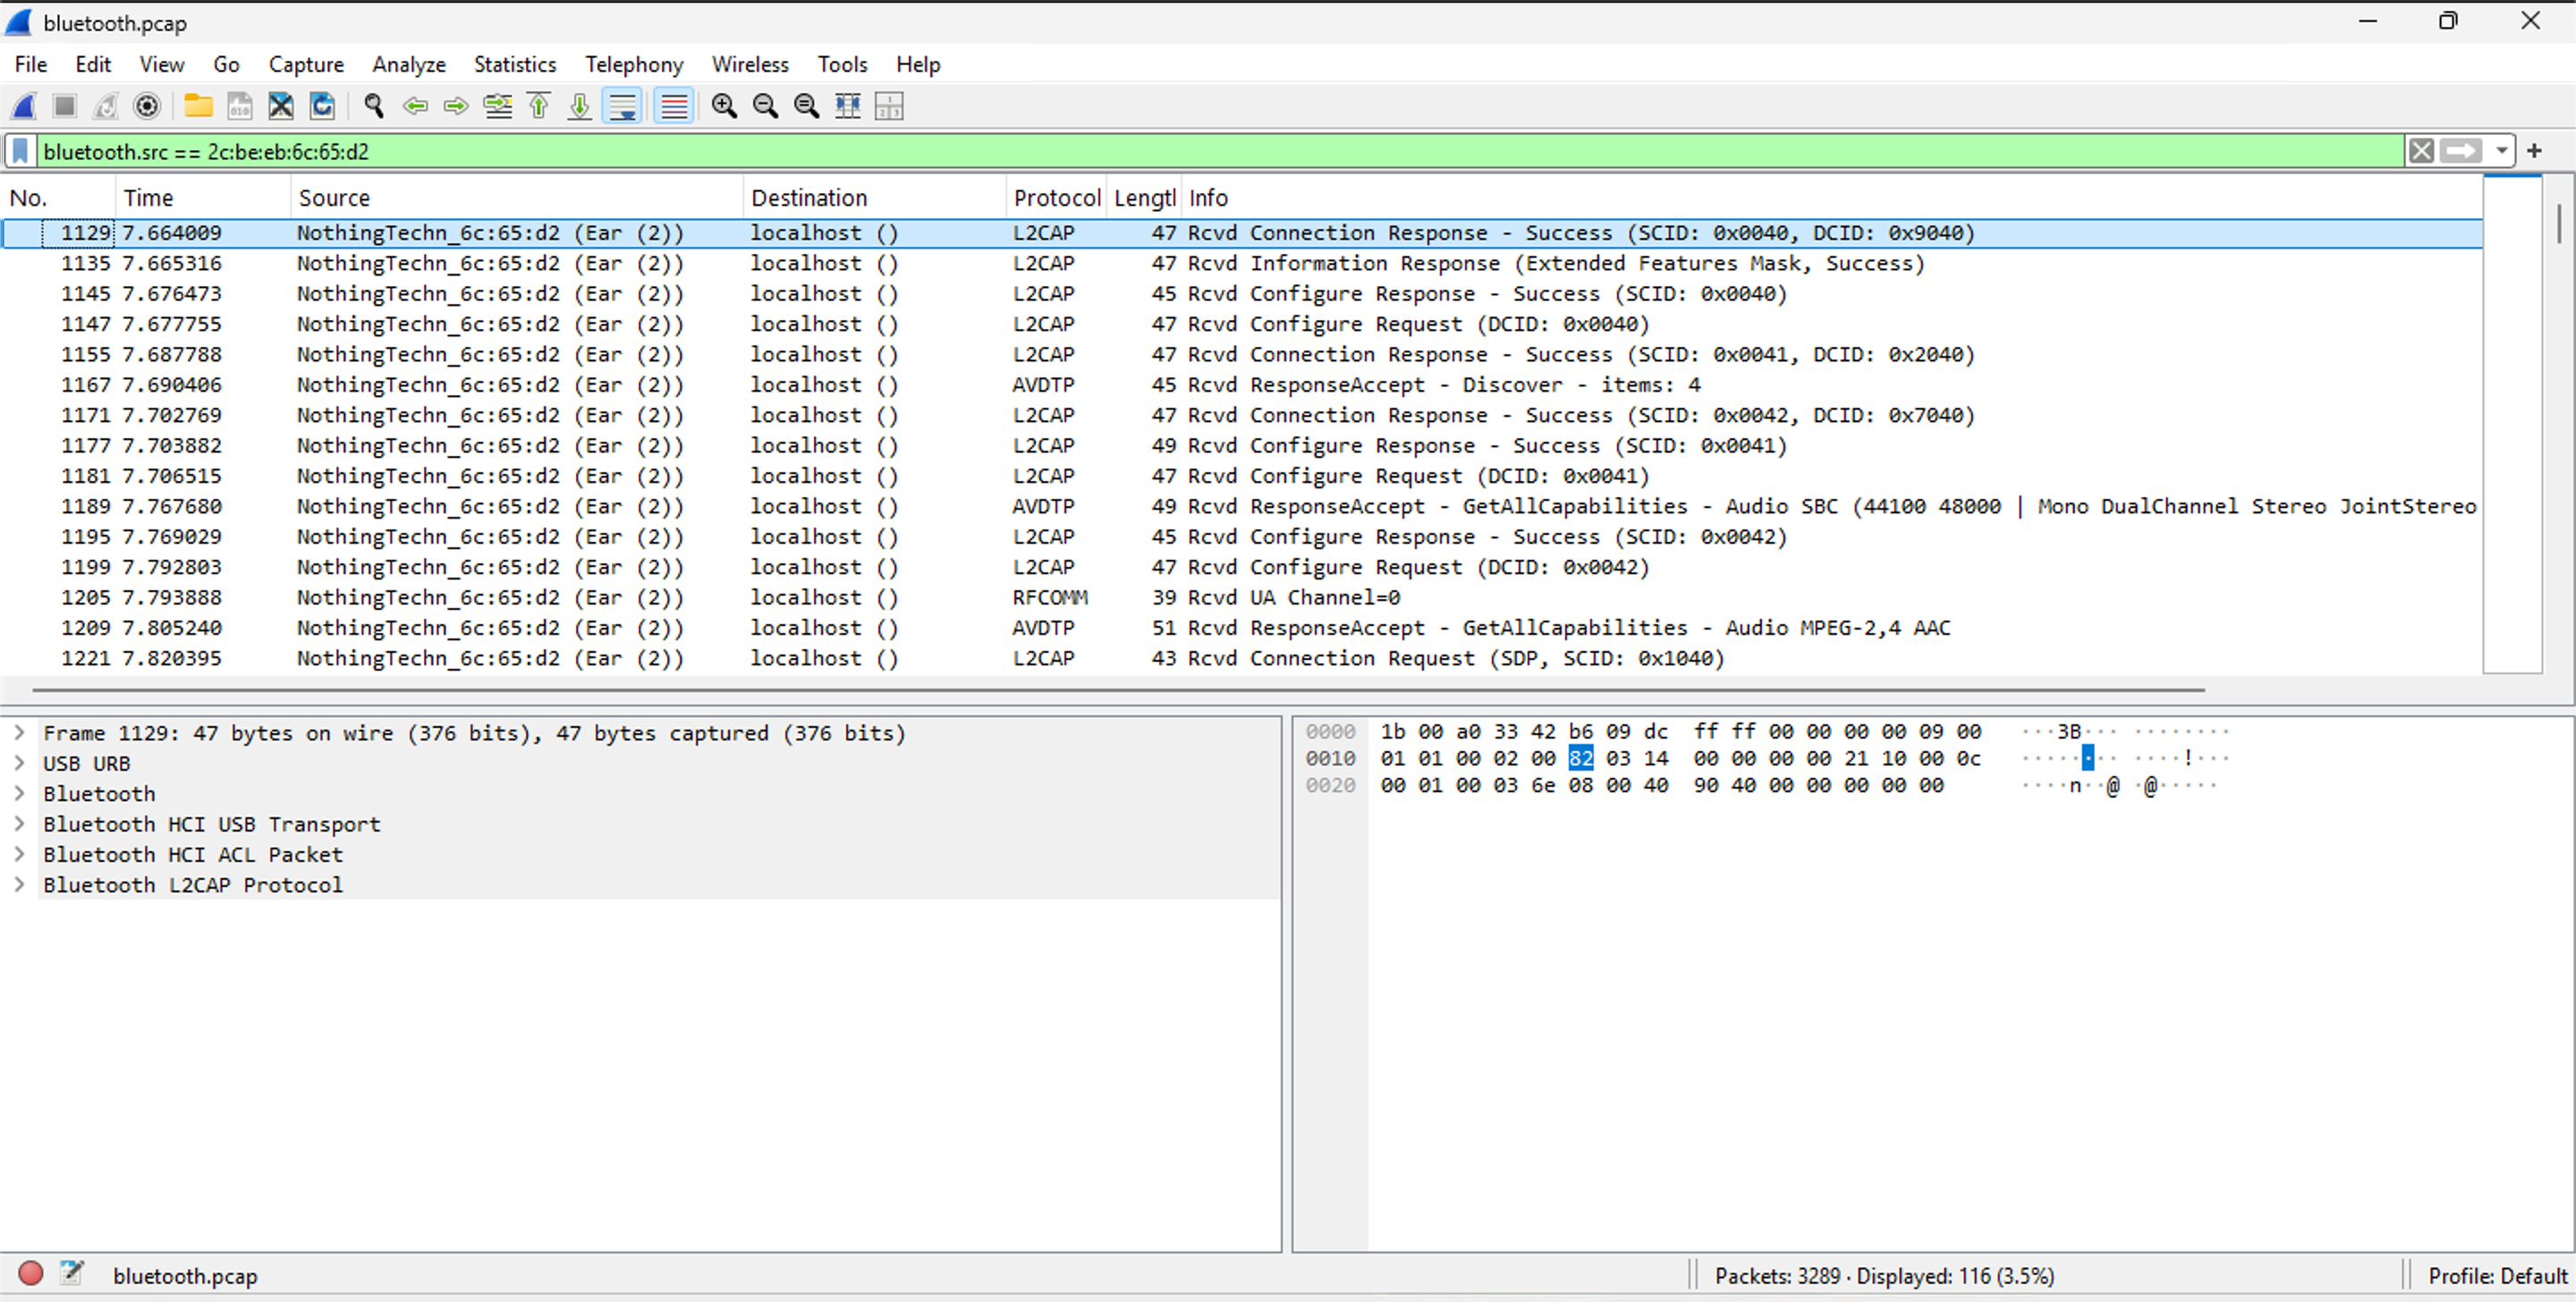 bluetooth.pcap
File Edit View Go Capture Analyze Statistics Telephony Wireless Tools Help
bluetooth.src == 2c:be:eb:6c:65:d2
No. Time Source Destination Protocol Lengtl Info
1129 7.664009 NothingTechn_6c:65:d2 (Ear (2)) localhost () L2CAP 47 Rcvd Connection Response - Success (SCID: 0x0040, DCID: 0x9040)
1135 7.665316 NothingTechn_6c:65:d2 (Ear (2)) localhost () L2CAP 47 Rcvd Information Response (Extended Features Mask, Success)
1145 7.676473 NothingTechn_6c:65:d2 (Ear (2)) localhost () L2CAP 45 Rcvd Configure Response - Success (SCID: 0x0040)
1147 7.677755 NothingTechn_6c:65:d2 (Ear (2)) localhost () L2CAP 47 Rcvd Configure Request (DCID: 0x0040)
1155 7.687788 NothingTechn_6c:65:d2 (Ear (2)) localhost () L2CAP 47 Rcvd Connection Response - Success (SCID: 0x0041, DCID: 0x2040)
1167 7.690406 NothingTechn_6c:65:d2 (Ear (2)) localhost () AVDTP 45 Rcvd ResponseAccept - Discover - items: 4
1171 7.702769 NothingTechn_6c:65:d2 (Ear (2)) localhost () L2CAP 47 Rcvd Connection Response - Success (SCID: 0x0042, DCID: 0x7040)
1177 7.703882 NothingTechn_6c:65:d2 (Ear (2)) localhost () L2CAP 49 Rcvd Configure Response - Success (SCID: 0x0041)
1181 7.706515 NothingTechn_6c:65:d2 (Ear (2)) localhost () L2CAP 47 Rcvd Configure Request (DCID: 0x0041)
1189 7.767680 NothingTechn_6c:65:d2 (Ear (2)) localhost () AVDTP 49 Rcvd ResponseAccept - GetAllCapabilities - Audio SBC (44100 48000 | Mono DualChannel Stereo JointStereo
1195 7.769029 NothingTechn_6c:65:d2 (Ear (2)) localhost () L2CAP 45 Rcvd Configure Response - Success (SCID: 0x0042)
1199 7.792803 NothingTechn_6c:65:d2 (Ear (2)) localhost () L2CAP 47 Rcvd Configure Request (DCID: 0x0042)
1205 7.793888 NothingTechn_6c:65:d2 (Ear (2)) localhost () RFCOMM 39 Rcvd UA Channel=0
1209 7.805240 NothingTechn_6c:65:d2 (Ear (2)) localhost () AVDTP 51 Rcvd ResponseAccept - GetAllCapabilities - Audio MPEG-2,4 AAC
1221 7.820395 NothingTechn_6c:65:d2 (Ear (2)) localhost () L2CAP 43 Rcvd Connection Request (SDP, SCID: 0x1040)
Frame 1129: 47 bytes on wire (376 bits), 47 bytes captured (376 bits)
USB URB
Bluetooth
Bluetooth HCI USB Transport
Bluetooth HCI ACL Packet
Bluetooth L2CAP Protocol
0000 1b 00 a0 33 42 b6 09 dc ff ff 00 00 00 00 09 00 ···3B··· ········
0010 01 01 00 02 00 82 03 14 00 00 00 00 21 10 00 0c ········ ····!···
0020 00 01 00 03 6e 08 00 40 90 40 00 00 00 00 00 ····n··@ ·@·····
bluetooth.pcap
Packets: 3289 · Displayed: 116 (3.5%)
Profile: Default